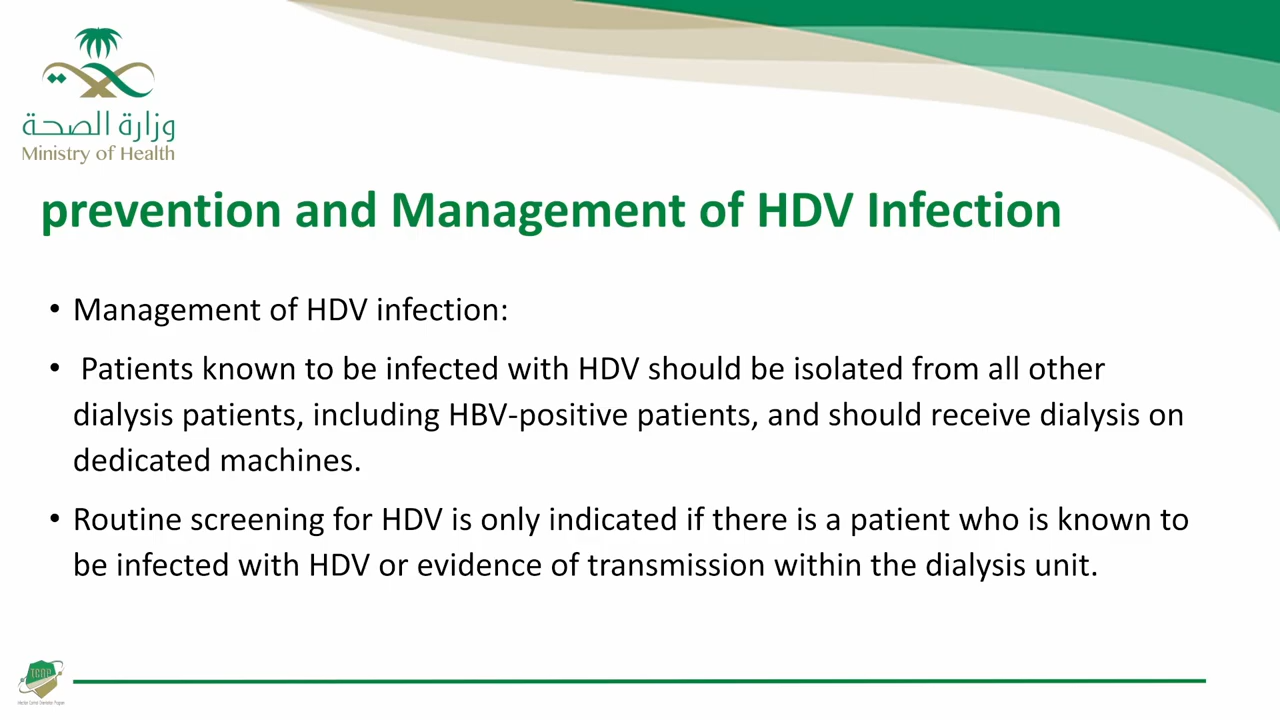 وزارة الصحة
Ministry of Health
prevention and Management of HDV Infection
• Management of HDV infection:
• Patients known to be infected with HDV should be isolated from all other
dialysis patients, including HBV-positive patients, and should receive dialysis on
dedicated machines.
• Routine screening for HDV is only indicated if there is a patient who is known to
be infected with HDV or evidence of transmission within the dialysis unit.